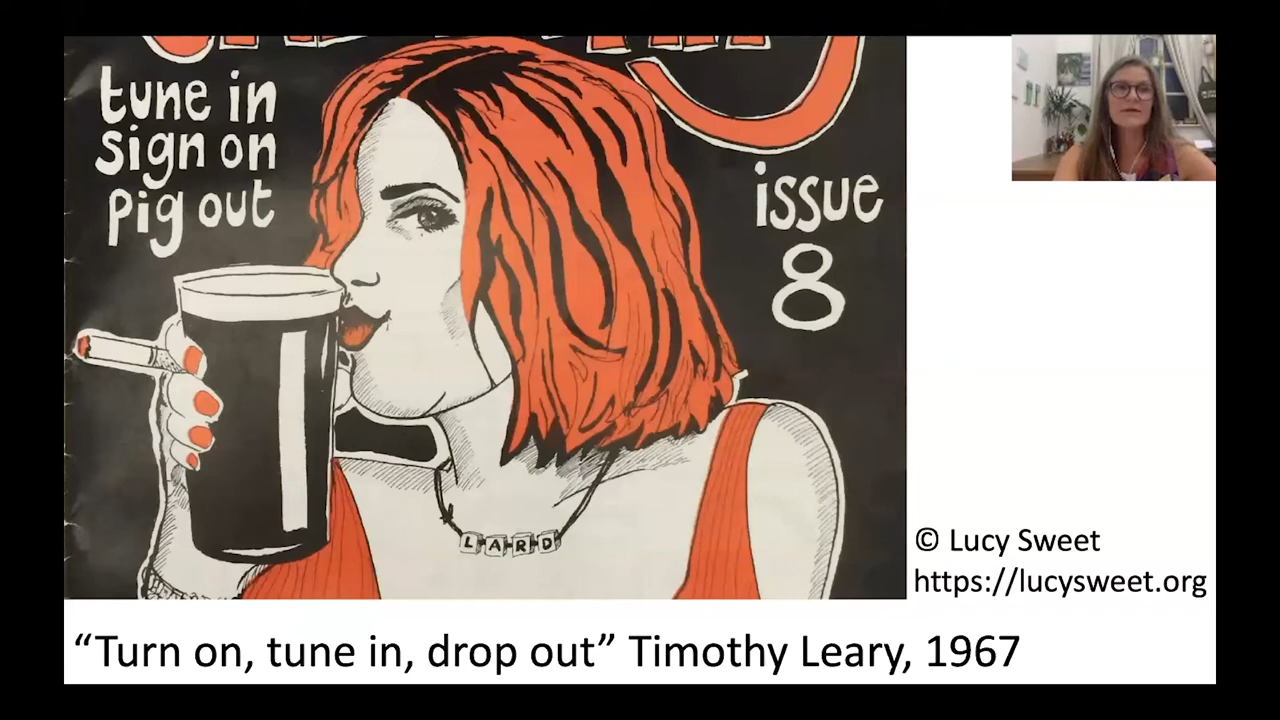 tune in
sign on
pig out
issue
8
LARD
© Lucy Sweet
https://lucysweet.org
“Turn on, tune in, drop out” Timothy Leary, 1967